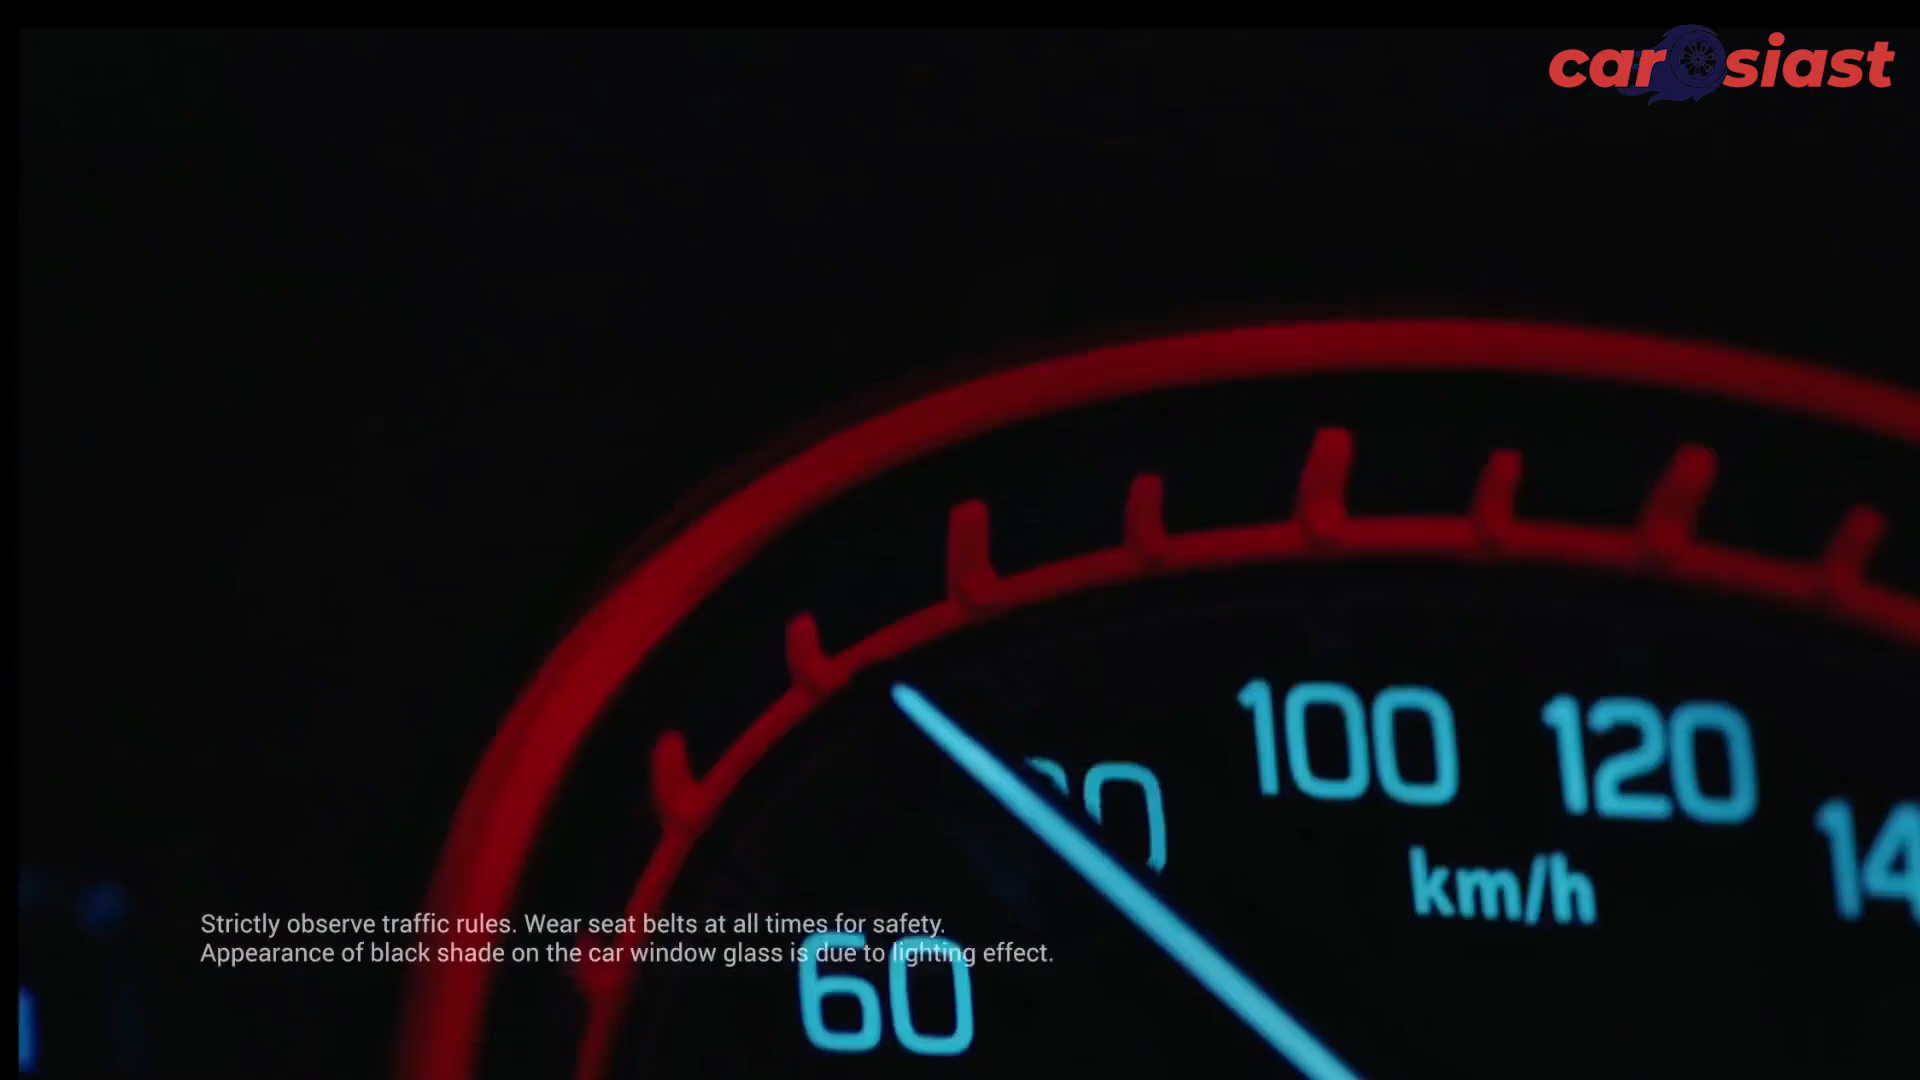 carsiast
100
120
km/h
Strictly observe traffic rules. Wear seat belts at all times for safety.
Appearance of black shade on the car window glass is due to lighting effect.
60